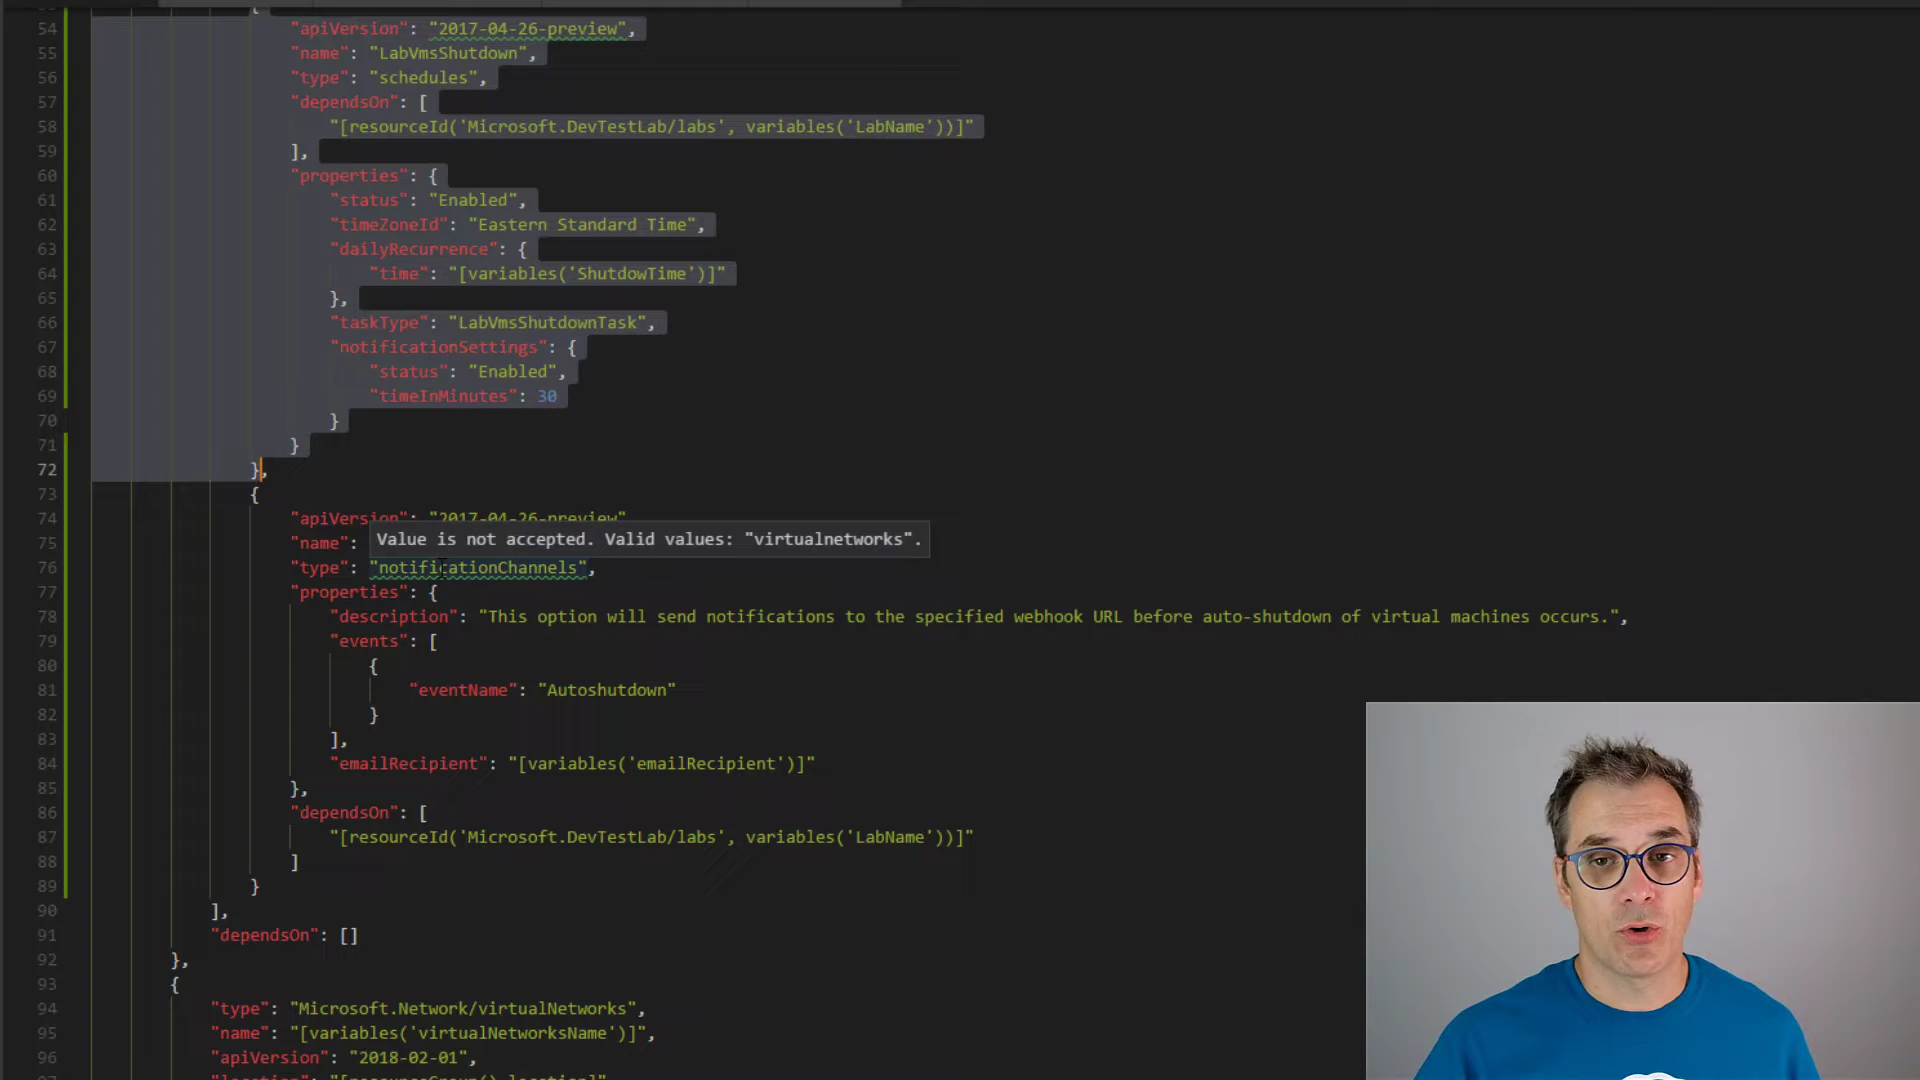 54 "apiVersion": "2017-04-26-preview",
55 "name": "LabVmsShutdown",
56 "type": "schedules",
57 "dependsOn": [
58 "[resourceId('Microsoft.DevTestLab/labs', variables('LabName'))]"
59 ],
60 "properties": {
61 "status": "Enabled",
62 "timeZoneId": "Eastern Standard Time",
63 "dailyRecurrence": {
64 "time": "[variables('ShutdowTime')]"
65 },
66 "taskType": "LabVmsShutdownTask",
67 "notificationSettings": {
68 "status": "Enabled",
69 "timeInMinutes": 30
70 }
71 }
72 },
73 {
74 "apiVersion": "2017-04-26-preview"
75 "name":
Value is not accepted. Valid values: "virtualnetworks".
76 "type": "notificationChannels",
77 "properties": {
78 "description": "This option will send notifications to the specified webhook URL before auto-shutdown of virtual machines occurs.",
79 "events": [
80 {
81 "eventName": "Autoshutdown"
82 }
83 ],
84 "emailRecipient": "[variables('emailRecipient')]"
85 },
86 "dependsOn": [
87 "[resourceId('Microsoft.DevTestLab/labs', variables('LabName'))]"
88 ]
89 }
90 ],
91 "dependsOn": []
92 },
93 {
94 "type": "Microsoft.Network/virtualNetworks",
95 "name": "[variables('virtualNetworksName')]",
96 "apiVersion": "2018-02-01",